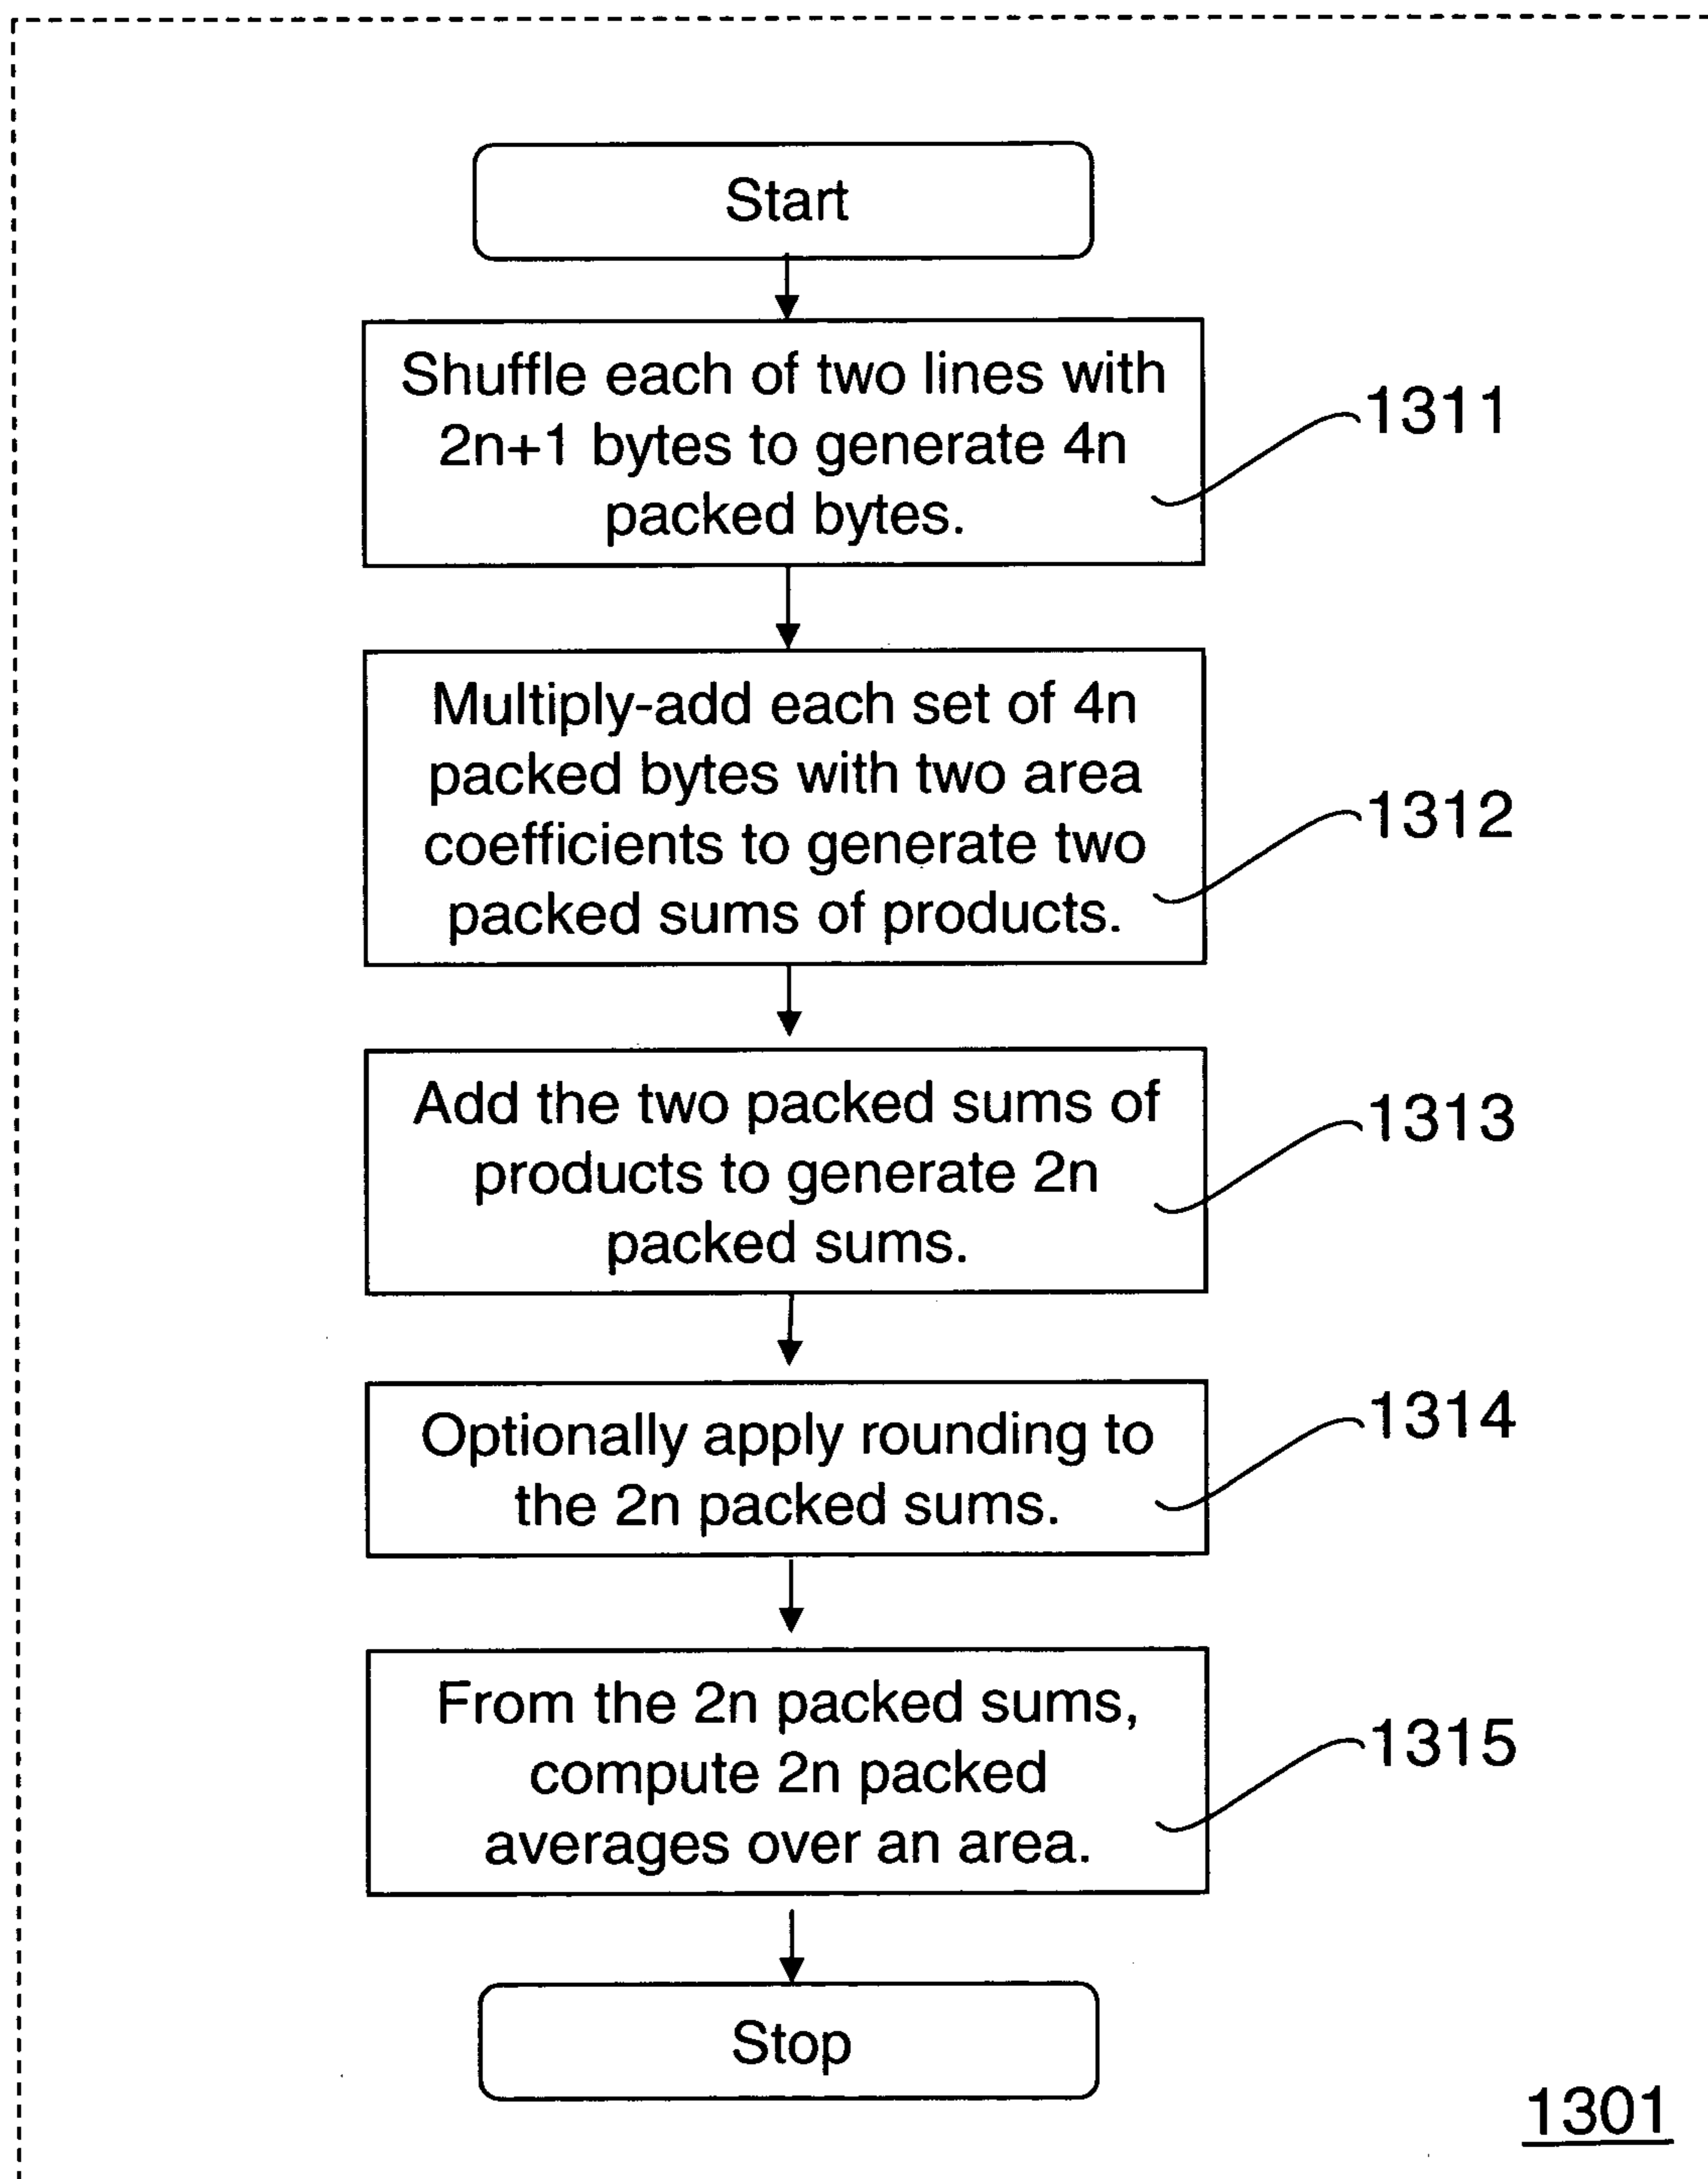 Start
Shuffle each of two lines with
2n+1 bytes to generate 4n
packed bytes.
1311
Multiply-add each set of 4n
packed bytes with two area
coefficients to generate two
packed sums of products.
1312
Add the two packed sums of
products to generate 2n
packed sums.
1313
Optionally apply rounding to
the 2n packed sums.
1314
From the 2n packed sums,
compute 2n packed
averages over an area.
1315
Stop
1301